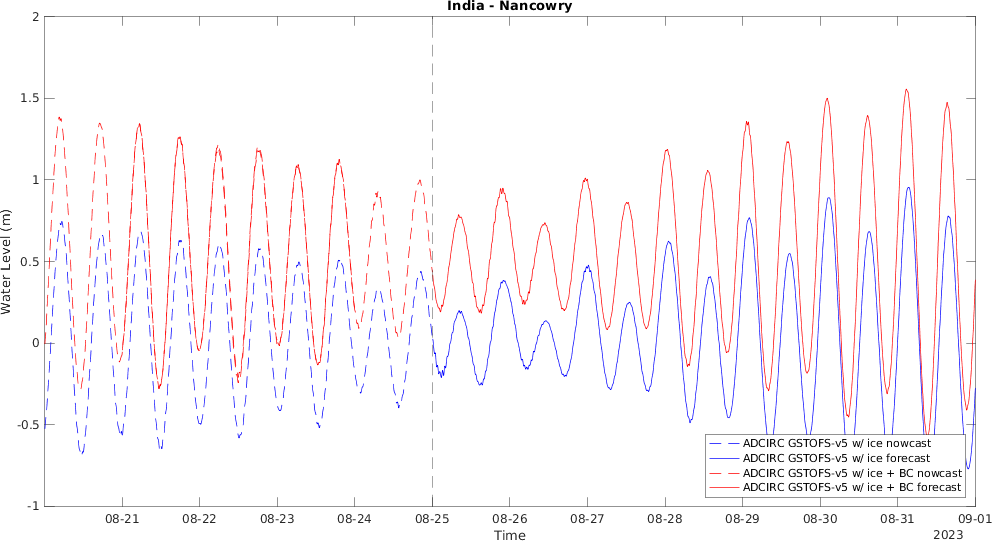 India - Nancowry
Water Level (m)
2
1.5
1
0.5
0
-0.5
-1
ADCIRC GSTOFS-v5 w/ ice nowcast
ADCIRC GSTOFS-v5 w/ ice forecast
ADCIRC GSTOFS-v5 w/ ice + BC nowcast
ADCIRC GSTOFS-v5 w/ ice + BC forecast
08-21 08-22 08-23 08-24 08-25 08-26 08-27 08-28 08-29 08-30 08-31 09-01
Time
2023